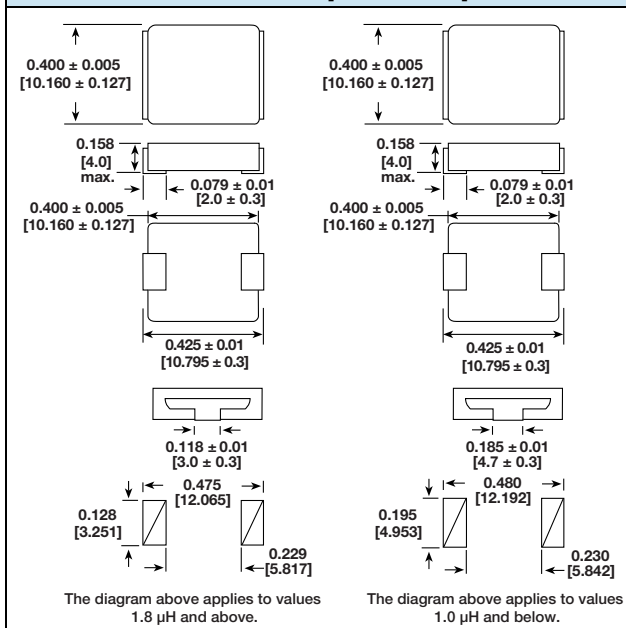 0.400 ± 0.005
[10.160 ± 0.127]
0.158
[4.0]
max.
0.079 ± 0.01
[2.0 ± 0.3]
0.400 ± 0.005
[10.160 ± 0.127]
0.425 ± 0.01
[10.795 ± 0.3]
0.118 ± 0.01
[3.0 ± 0.3]
0.475
[12.065]
0.128
[3.251]
0.229
[5.817]
The diagram above applies to values
1.8 µH and above.
0.400 ± 0.005
[10.160 ± 0.127]
0.158
[4.0]
max.
0.079 ± 0.01
[2.0 ± 0.3]
0.400 ± 0.005
[10.160 ± 0.127]
0.425 ± 0.01
[10.795 ± 0.3]
0.185 ± 0.01
[4.7 ± 0.3]
0.480
[12.192]
0.195
[4.953]
0.230
[5.842]
The diagram above applies to values
1.0 µH and below.